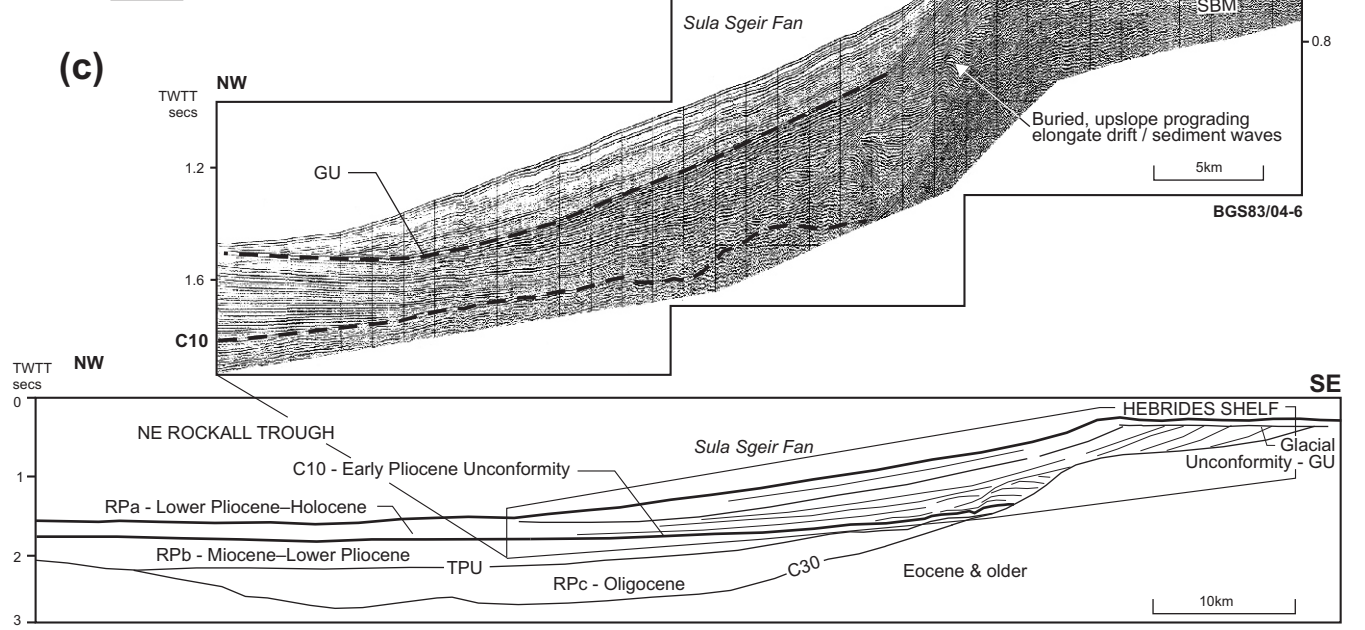 SBM
Sula Sgeir Fan
0.8
(c)
NW
TWTT
secs
Buried, upslope prograding
elongate drift / sediment waves
1.2
GU
5km
BGS83/04-6
1.6
C10
NW
TWTT
secs
SE
0
HEBRIDES SHELF
NE ROCKALL TROUGH
Sula Sgeir Fan
Glacial
Unconformity - GU
C10 - Early Pliocene Unconformity
1
RPa - Lower Pliocene–Holocene
RPb - Miocene–Lower Pliocene
2
TPU
C30
RPc - Oligocene
Eocene & older
10km
3